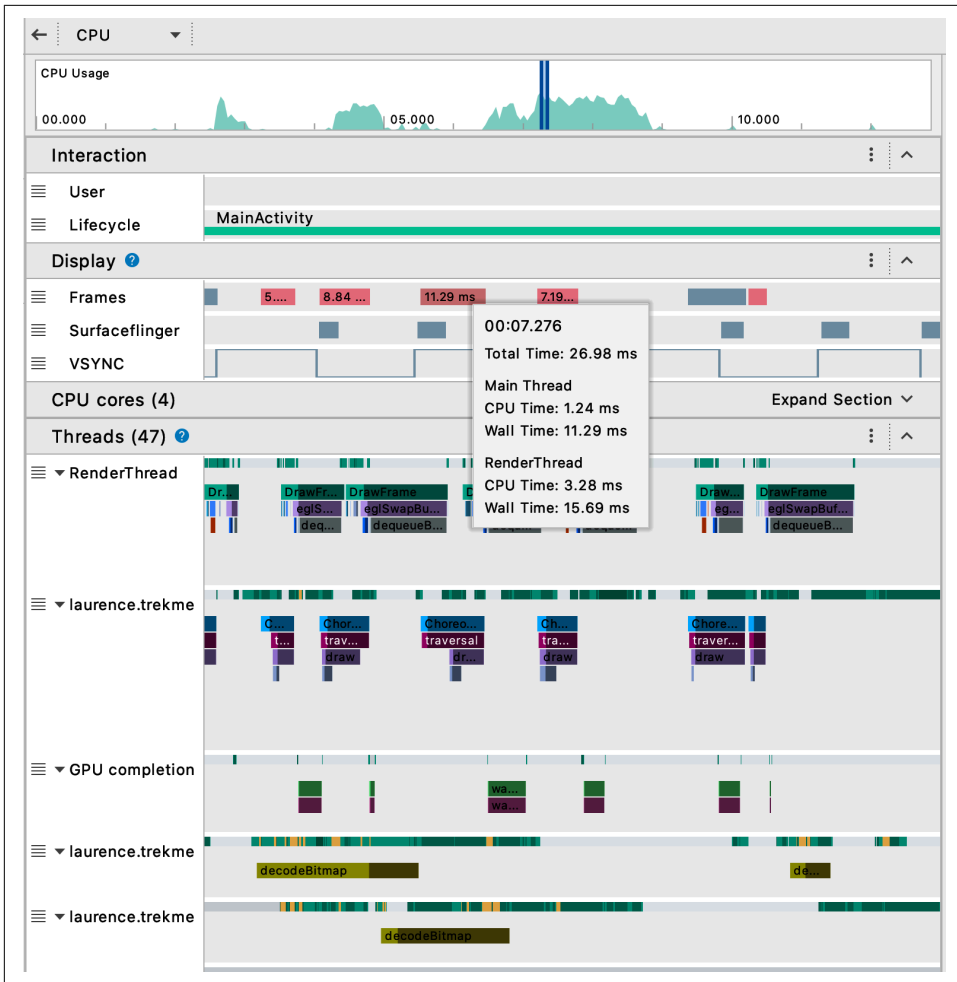 CPU
CPU Usage
00.000 05.000 10.000
Interaction
User
Lifecycle MainActivity
Display ?
Frames 5.... 8.84 ... 11.29 ms 7.19...
Surfaceflinger
VSYNC
00:07.276
Total Time: 26.98 ms
Main Thread
CPU Time: 1.24 ms
Wall Time: 11.29 ms
RenderThread
CPU Time: 3.28 ms
Wall Time: 15.69 ms
CPU cores (4) Expand Section
Threads (47) ?
RenderThread
Dr... DrawFr... DrawFrame Draw... DrawFrame
eglS... eglSwapBu... eg... eglSwapBuf...
deq... dequeueB... dequeueB...
laurence.trekme
C... Chor... Choreo... Ch... Chore...
t... trav... traversal tra... traver...
draw dr... draw draw
GPU completion
wa...
wa...
laurence.trekme
decodeBitmap de...
laurence.trekme
decodeBitmap